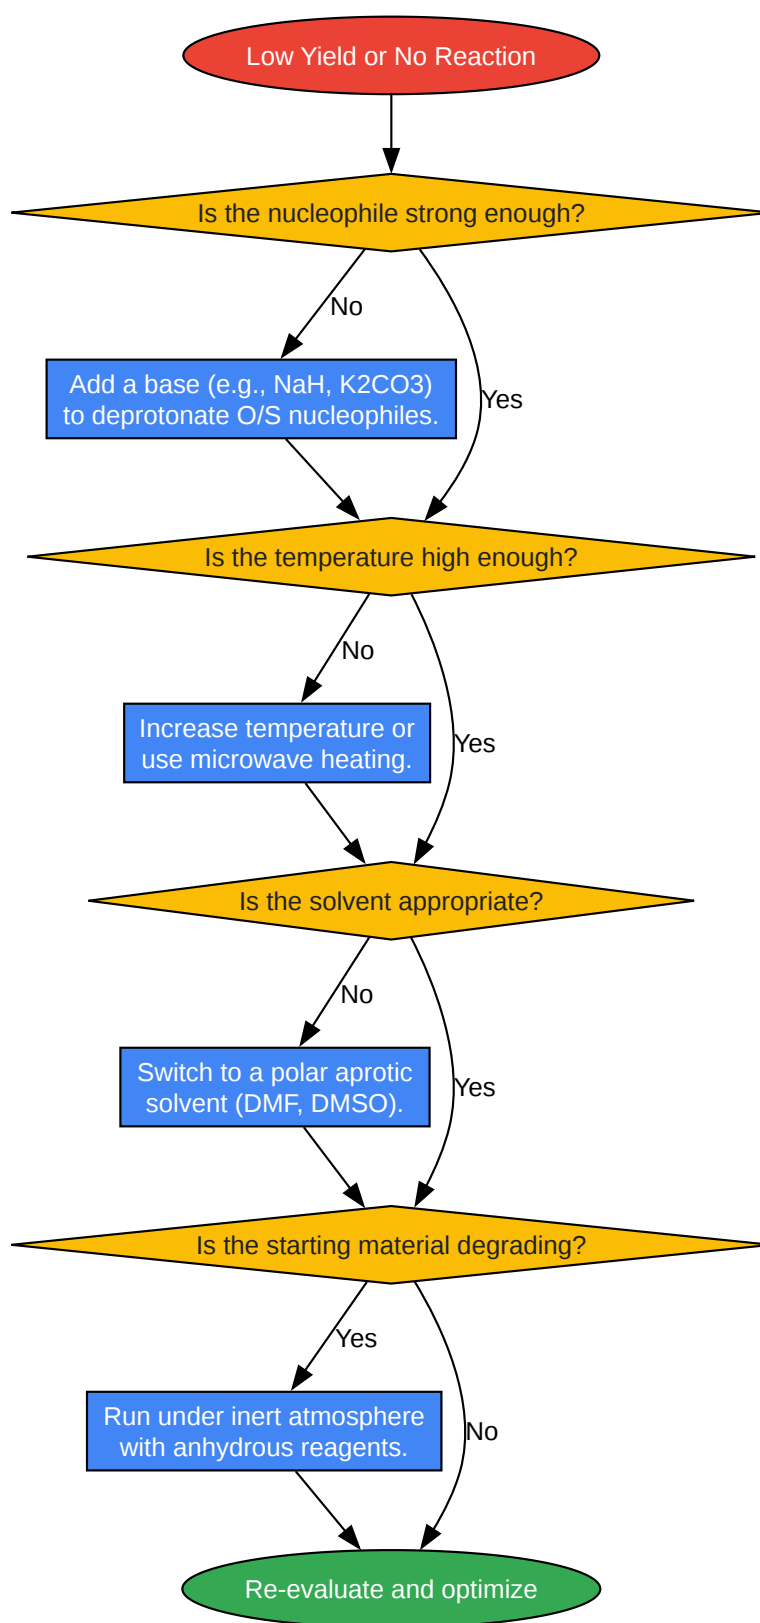 Low Yield or No Reaction
Is the nucleophile strong enough?
No
Add a base (e.g., NaH, K2CO3)
to deprotonate O/S nucleophiles.
Yes
Is the temperature high enough?
No
Increase temperature or
use microwave heating.
Yes
Is the solvent appropriate?
No
Switch to a polar aprotic
solvent (DMF, DMSO).
Yes
Is the starting material degrading?
Yes
Run under inert atmosphere
with anhydrous reagents.
No
Re-evaluate and optimize